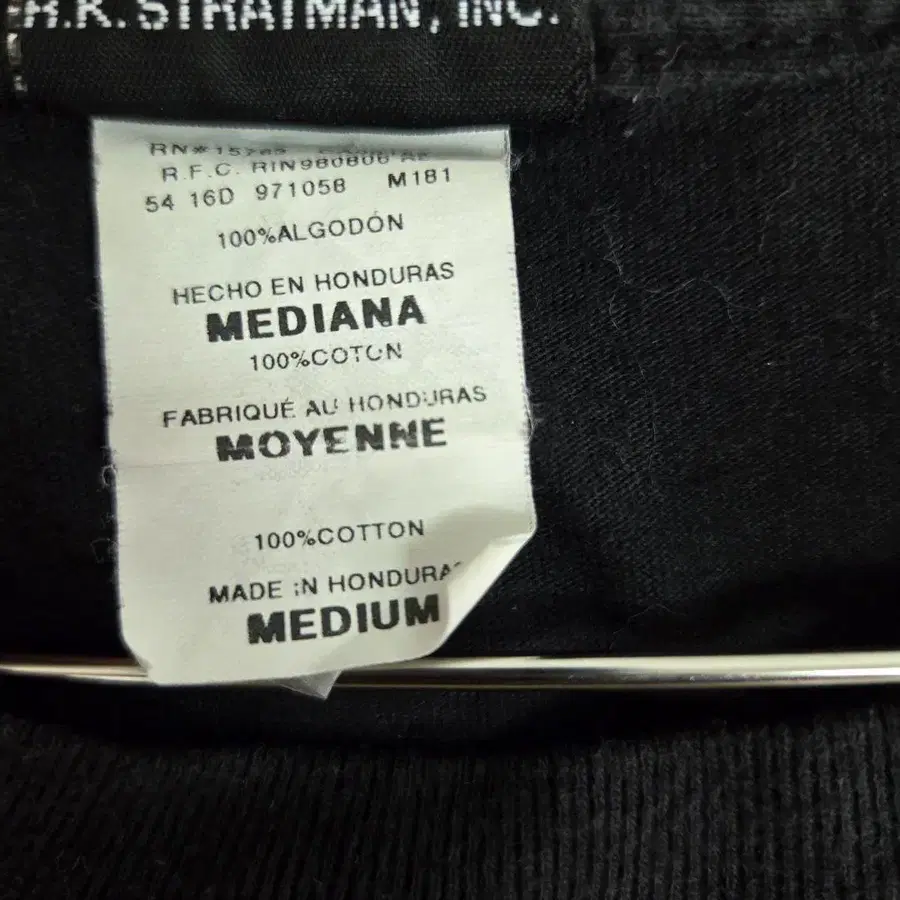 R.K. STRATMAN, INC.
R.F.C. RIN980806
54 16D 971058 M181
100%ALGODÓN
HECHO EN HONDURAS
MEDIANA
100%COTON
FABRIQUÉ AU HONDURAS
MOYENNE
100%COTTON
MADE IN HONDURAS
MEDIUM